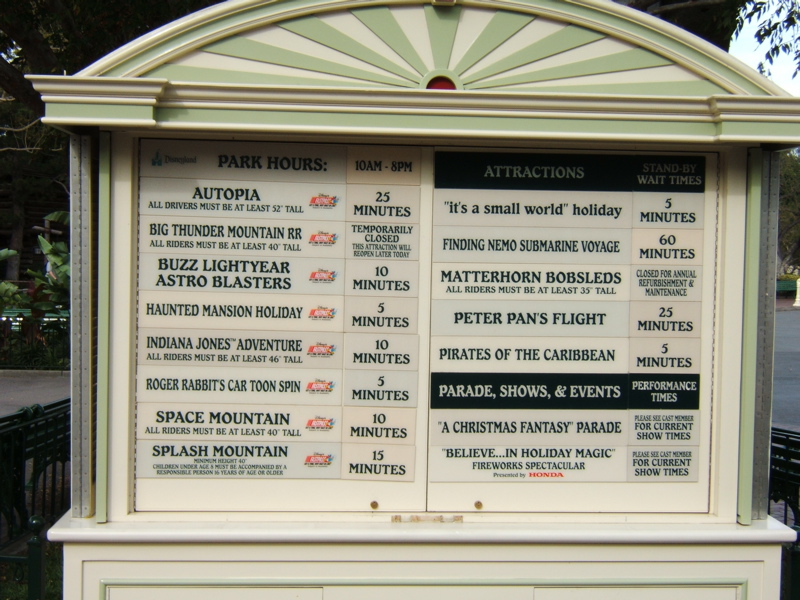 Disneyland PARK HOURS: 10AM - 8PM
AUTOPIA
ALL DRIVERS MUST BE AT LEAST 52" TALL
25 MINUTES
BIG THUNDER MOUNTAIN RR
ALL RIDERS MUST BE AT LEAST 40" TALL
TEMPORARILY
CLOSED
THIS ATTRACTION WILL
REOPEN LATER TODAY
BUZZ LIGHTYEAR
ASTRO BLASTERS
10
MINUTES
HAUNTED MANSION HOLIDAY
5
MINUTES
INDIANA JONES™ ADVENTURE
ALL RIDERS MUST BE AT LEAST 46" TALL
10
MINUTES
ROGER RABBIT'S CAR TOON SPIN
5
MINUTES
SPACE MOUNTAIN
ALL RIDERS MUST BE AT LEAST 40" TALL
10
MINUTES
SPLASH MOUNTAIN
MINIMUM HEIGHT 40"
CHILDREN UNDER AGE 8 MUST BE ACCOMPANIED BY A
RESPONSIBLE PERSON 16 YEARS OF AGE OR OLDER
15
MINUTES
ATTRACTIONS
STAND-BY
WAIT TIMES
"it's a small world" holiday
5
MINUTES
FINDING NEMO SUBMARINE VOYAGE
60
MINUTES
MATTERHORN BOBSLEDS
ALL RIDERS MUST BE AT LEAST 35" TALL
CLOSED FOR ANNUAL
REFURBISHMENT &
MAINTENANCE
PETER PAN'S FLIGHT
25
MINUTES
PIRATES OF THE CARIBBEAN
5
MINUTES
PARADE, SHOWS, & EVENTS
PERFORMANCE
TIMES
"A CHRISTMAS FANTASY" PARADE
PLEASE SEE CAST MEMBER
FOR CURRENT
SHOW TIMES
"BELIEVE...IN HOLIDAY MAGIC"
FIREWORKS SPECTACULAR
Presented by HONDA
PLEASE SEE CAST MEMBER
FOR CURRENT
SHOW TIMES